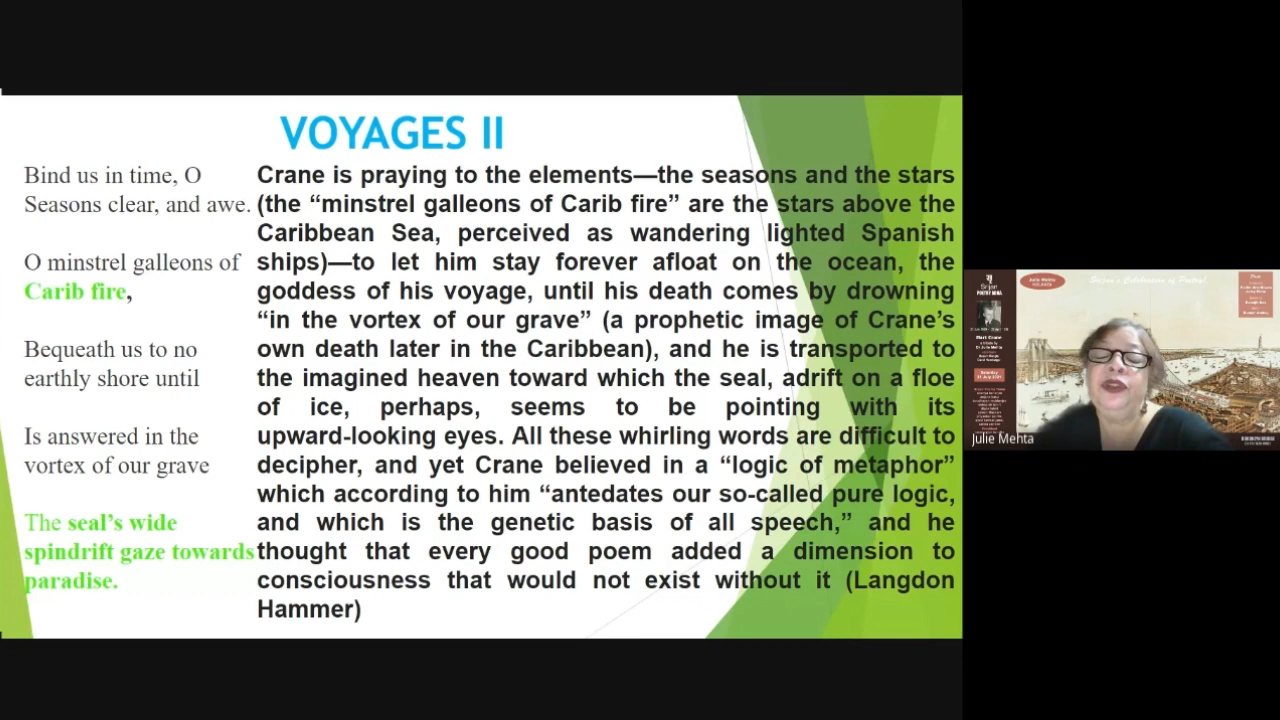 VOYAGES II
Bind us in time, O
Seasons clear, and awe.
O minstrel galleons of
Carib fire,
Bequeath us to no
earthly shore until
Is answered in the
vortex of our grave
The seal’s wide
spindrift gaze towards
paradise.
Crane is praying to the elements—the seasons and the stars
(the “minstrel galleons of Carib fire” are the stars above the
Caribbean Sea, perceived as wandering lighted Spanish
ships)—to let him stay forever afloat on the ocean, the
goddess of his voyage, until his death comes by drowning
“in the vortex of our grave” (a prophetic image of Crane’s
own death later in the Caribbean), and he is transported to
the imagined heaven toward which the seal, adrift on a floe
of ice, perhaps, seems to be pointing with its
upward-looking eyes. All these whirling words are difficult to
decipher, and yet Crane believed in a “logic of metaphor”
which according to him “antedates our so-called pure logic,
and which is the genetic basis of all speech,” and he
thought that every good poem added a dimension to
consciousness that would not exist without it (Langdon
Hammer)
Julie Mehta
Hart Crane
Julie Mehta